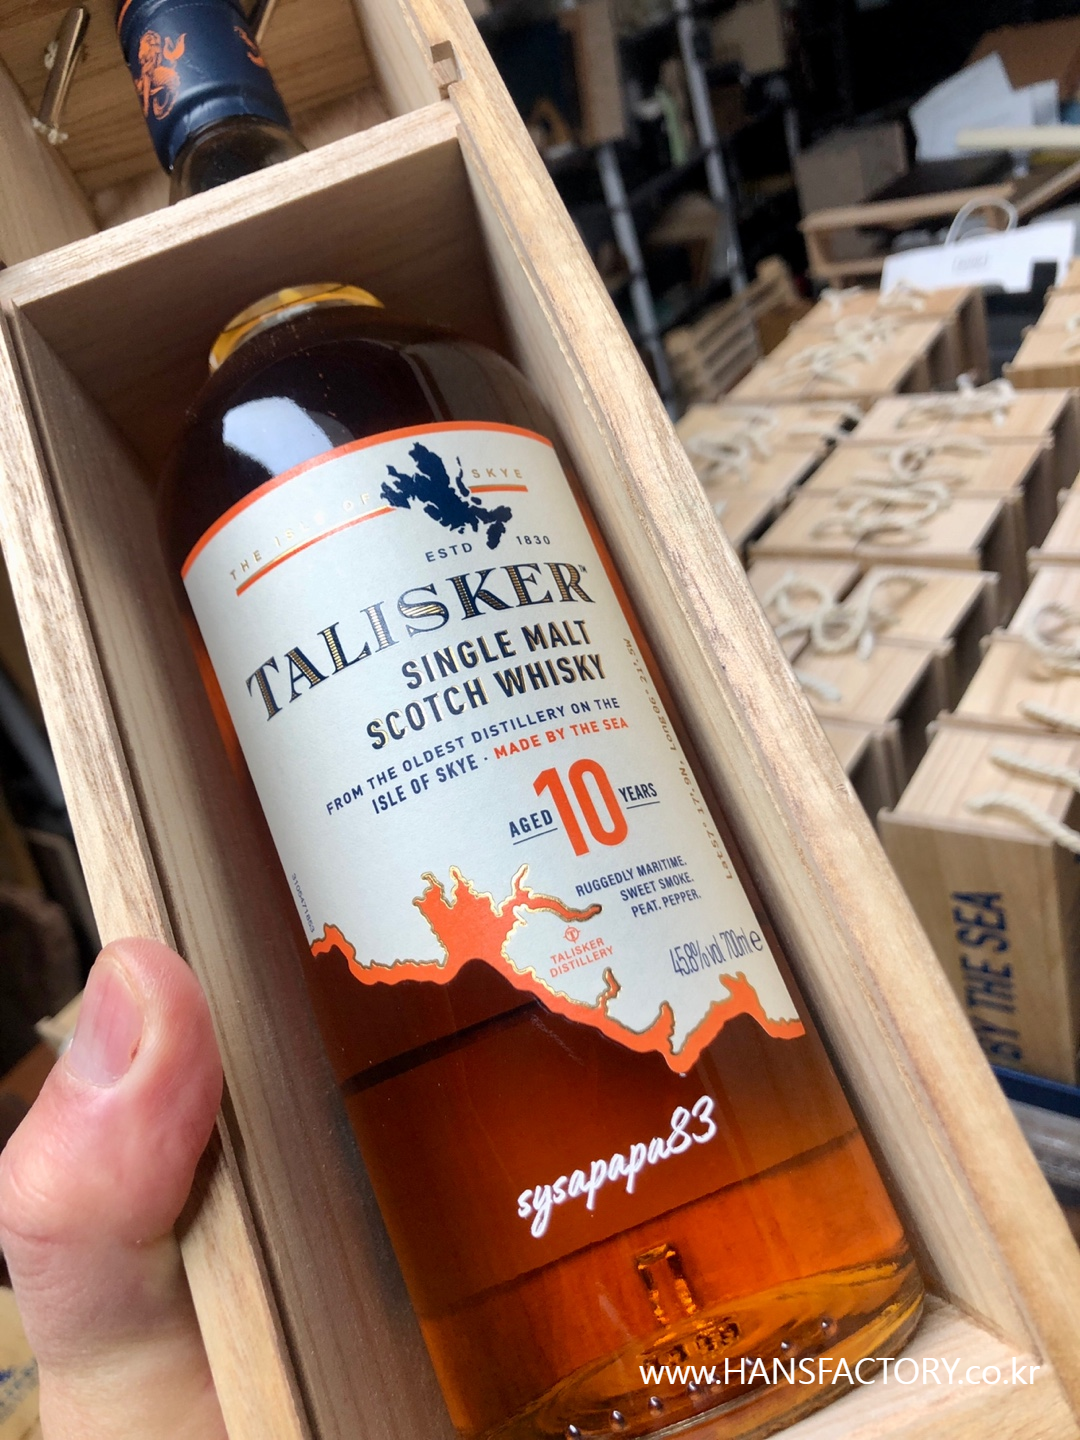 THE ISLE OF SKYE
ESTD 1830
TALISKER™
SINGLE MALT
SCOTCH WHISKY
FROM THE OLDEST DISTILLERY ON THE
ISLE OF SKYE · MADE BY THE SEA
AGED 10 YEARS
RUGGEDLY MARITIME.
SWEET SMOKE.
PEAT. PEPPER.
TALISKER
DISTILLERY
45.8%vol 700ml e
sysapapa83
BY THE SEA
www.HANSFACTORY.co.kr